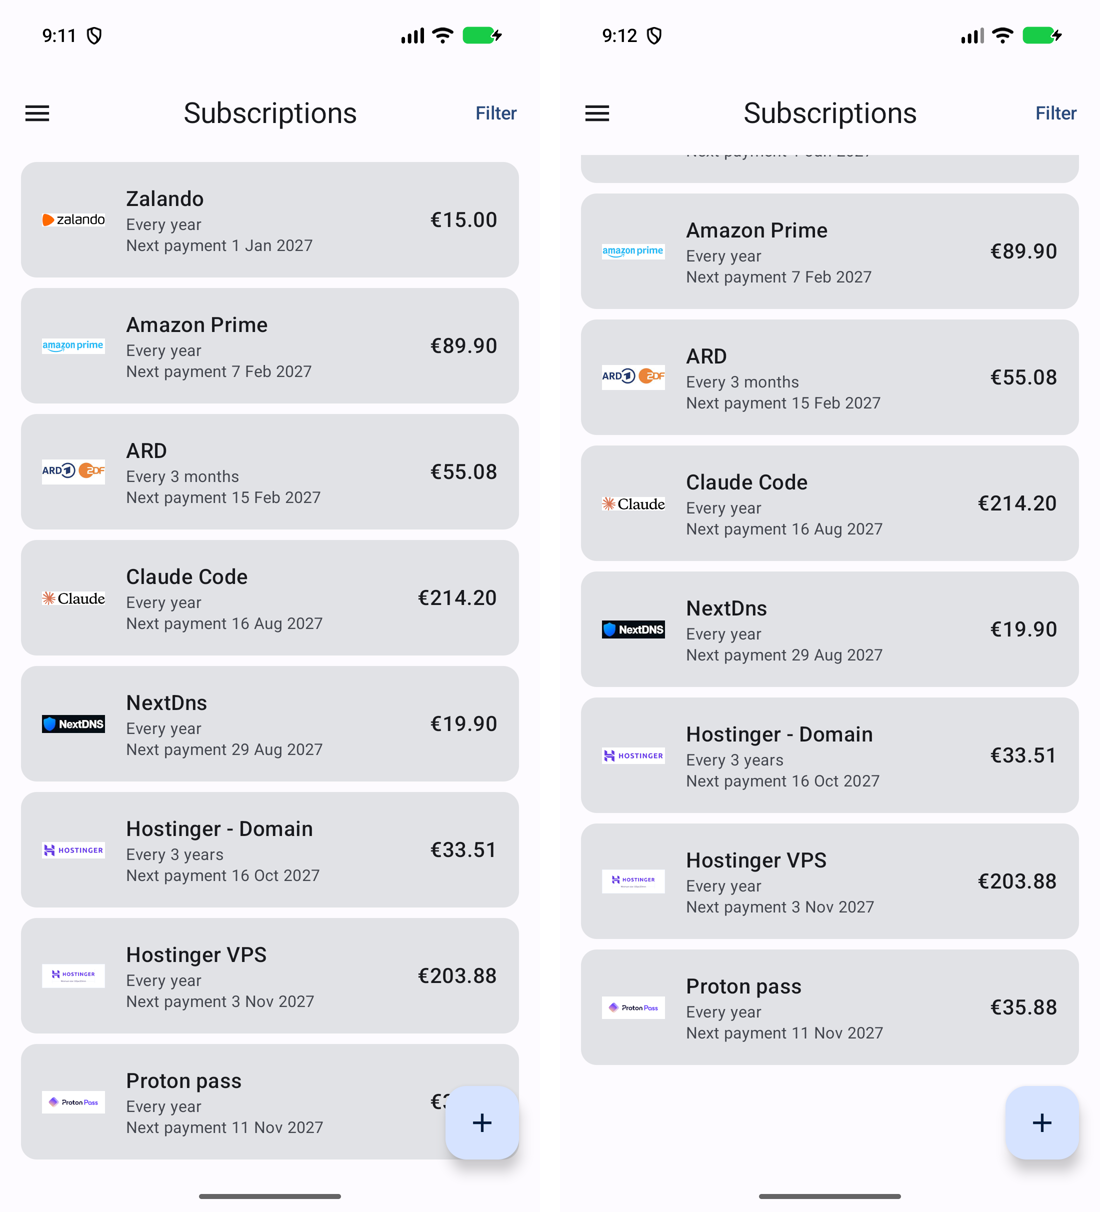 9:11
Subscriptions
Filter
zalando
Zalando
Every year
Next payment 1 Jan 2027
€15.00
amazon prime
Amazon Prime
Every year
Next payment 7 Feb 2027
€89.90
ARD 1 ZDF
ARD
Every 3 months
Next payment 15 Feb 2027
€55.08
Claude
Claude Code
Every year
Next payment 16 Aug 2027
€214.20
NextDNS
NextDns
Every year
Next payment 29 Aug 2027
€19.90
HOSTINGER
Hostinger - Domain
Every 3 years
Next payment 16 Oct 2027
€33.51
HOSTINGER
Hostinger VPS
Every year
Next payment 3 Nov 2027
€203.88
Proton Pass
Proton pass
Every year
Next payment 11 Nov 2027
+
9:12
Subscriptions
Filter
Next payment 1 Jan 2027
amazon prime
Amazon Prime
Every year
Next payment 7 Feb 2027
€89.90
ARD 1 ZDF
ARD
Every 3 months
Next payment 15 Feb 2027
€55.08
Claude
Claude Code
Every year
Next payment 16 Aug 2027
€214.20
NextDNS
NextDns
Every year
Next payment 29 Aug 2027
€19.90
HOSTINGER
Hostinger - Domain
Every 3 years
Next payment 16 Oct 2027
€33.51
HOSTINGER
Hostinger VPS
Every year
Next payment 3 Nov 2027
€203.88
Proton Pass
Proton pass
Every year
Next payment 11 Nov 2027
€35.88
+